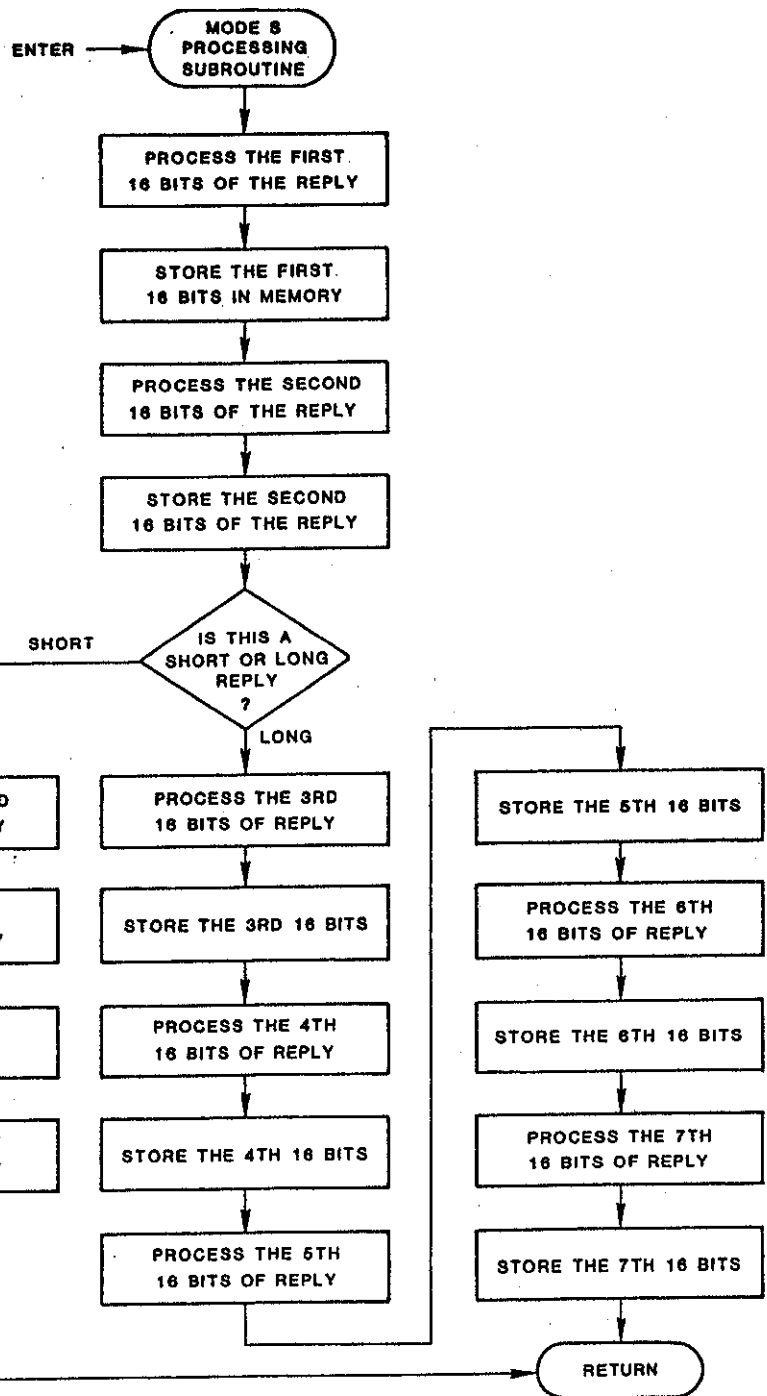 MODE S
PROCESSING
SUBROUTINE
ENTER
PROCESS THE FIRST
16 BITS OF THE REPLY
STORE THE FIRST
16 BITS IN MEMORY
PROCESS THE SECOND
16 BITS OF THE REPLY
STORE THE SECOND
16 BITS OF THE REPLY
SHORT
IS THIS A
SHORT OR LONG
REPLY
?
LONG
PROCESS THE 3RD
16 BITS OF REPLY
STORE THE 3RD 16 BITS
PROCESS THE 4TH
16 BITS OF REPLY
STORE THE 4TH 16 BITS
PROCESS THE 5TH
16 BITS OF REPLY
STORE THE 5TH 16 BITS
PROCESS THE 6TH
16 BITS OF REPLY
STORE THE 6TH 16 BITS
PROCESS THE 7TH
16 BITS OF REPLY
STORE THE 7TH 16 BITS
RETURN